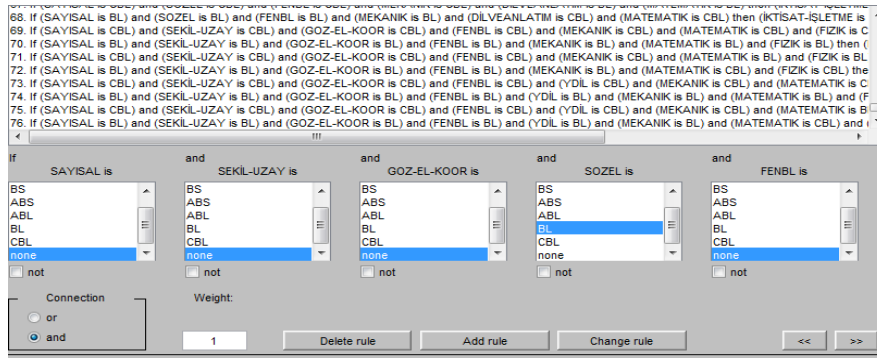 68. If (SAYISAL is BL) and (SOZEL is BL) and (FENBL is BL) and (MEKANIK is BL) and (DİLVEANLATIM is CBL) and (MATEMATIK is CBL) then (İKTİSAT-İŞLETME is
69. If (SAYISAL is CBL) and (SEKİL-UZAY is CBL) and (GOZ-EL-KOOR is CBL) and (FENBL is CBL) and (MEKANIK is CBL) and (MATEMATIK is CBL) and (FIZIK is C
70. If (SAYISAL is BL) and (SEKİL-UZAY is BL) and (GOZ-EL-KOOR is BL) and (FENBL is BL) and (MEKANIK is BL) and (MATEMATIK is BL) and (FIZIK is BL) then (
71. If (SAYISAL is CBL) and (SEKİL-UZAY is CBL) and (GOZ-EL-KOOR is CBL) and (FENBL is CBL) and (MEKANIK is CBL) and (MATEMATIK is BL) and (FIZIK is BL
72. If (SAYISAL is BL) and (SEKİL-UZAY is BL) and (GOZ-EL-KOOR is BL) and (FENBL is BL) and (MEKANIK is BL) and (MATEMATIK is CBL) and (FIZIK is CBL) the
73. If (SAYISAL is CBL) and (SEKİL-UZAY is CBL) and (GOZ-EL-KOOR is CBL) and (FENBL is CBL) and (YDİL is CBL) and (MEKANIK is CBL) and (MATEMATIK is C
74. If (SAYISAL is BL) and (SEKİL-UZAY is BL) and (GOZ-EL-KOOR is BL) and (FENBL is BL) and (YDİL is BL) and (MEKANIK is BL) and (MATEMATIK is BL) and (F
75. If (SAYISAL is CBL) and (SEKİL-UZAY is CBL) and (GOZ-EL-KOOR is CBL) and (FENBL is CBL) and (YDİL is CBL) and (MEKANIK is CBL) and (MATEMATIK is B
76. If (SAYISAL is BL) and (SEKİL-UZAY is BL) and (GOZ-EL-KOOR is BL) and (FENBL is BL) and (YDİL is BL) and (MEKANIK is BL) and (MATEMATIK is CBL) and
If and and and and
SAYISAL is SEKİL-UZAY is GOZ-EL-KOOR is SOZEL is FENBL is
BS BS BS BS BS
ABS ABS ABS ABS ABS
ABL ABL ABL ABL ABL
BL BL BL BL BL
CBL CBL CBL CBL CBL
none none none none none
not not not not not
Connection Weight:
or
and 1 Delete rule Add rule Change rule << >>